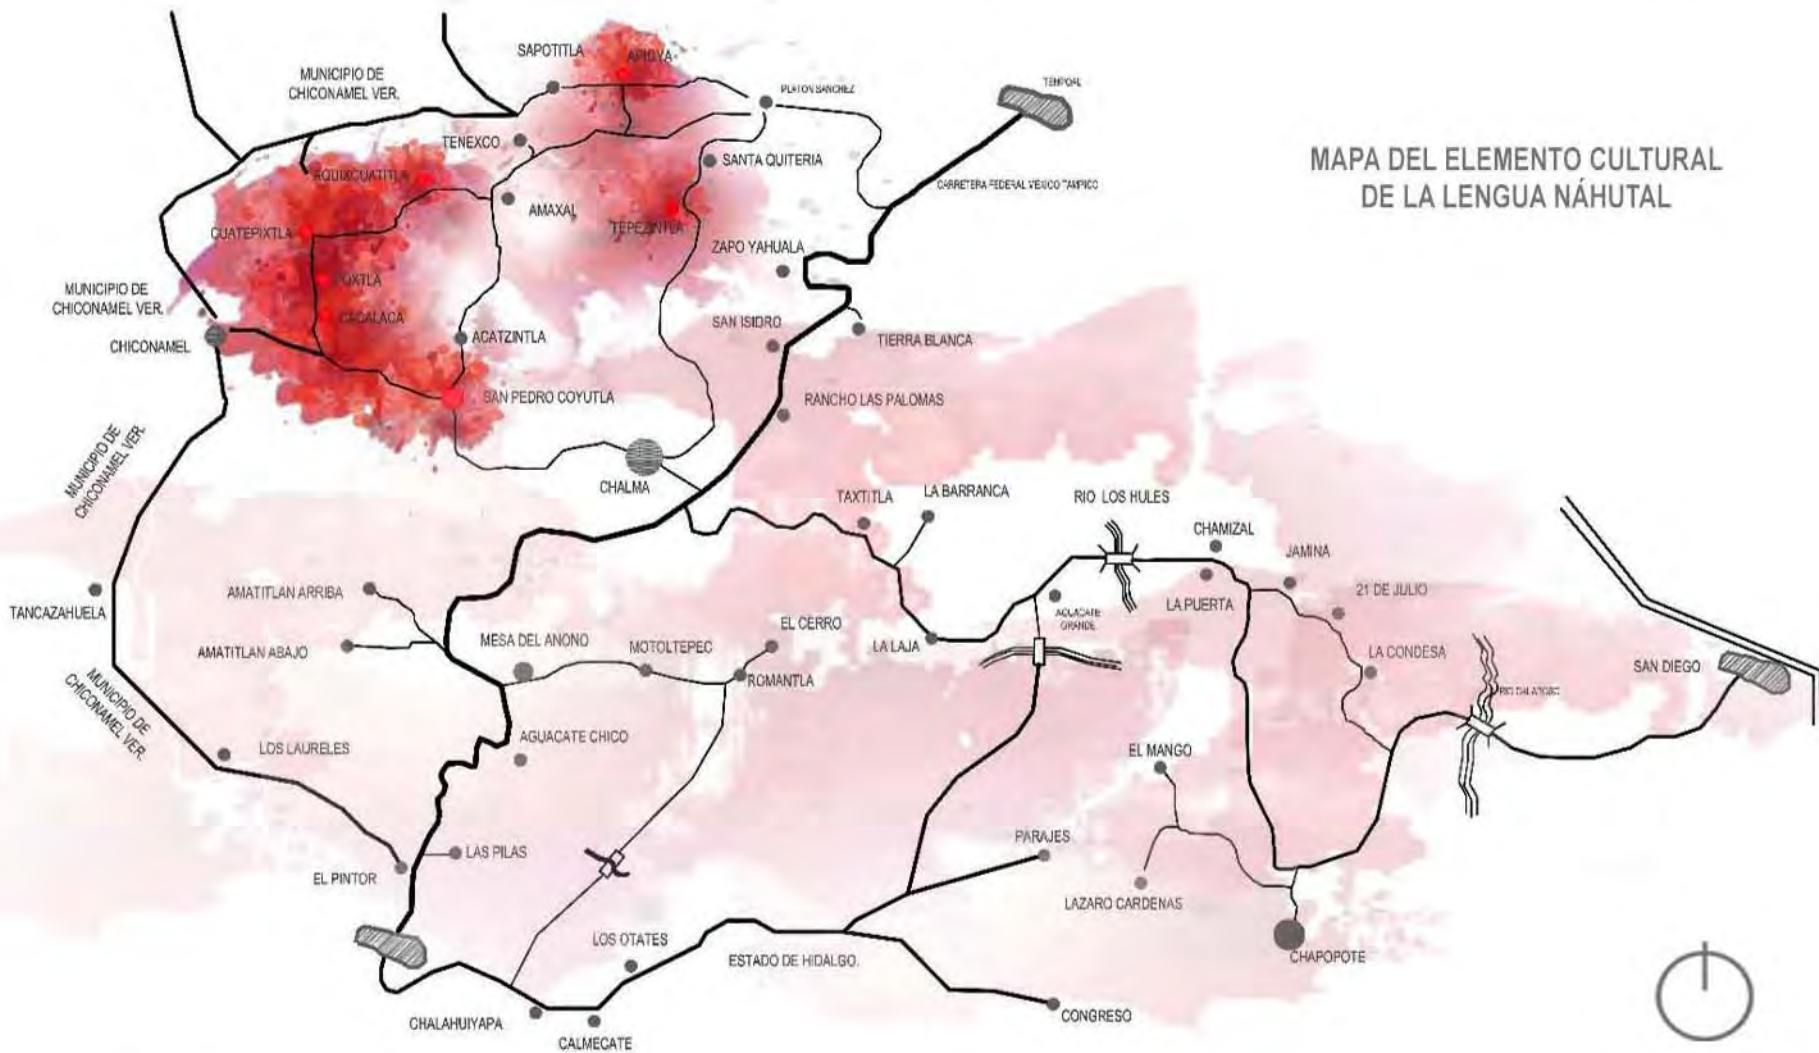 SAPOTITLA
APIOYA
MUNICIPIO DE
CHICONAMEL VER.
PLATON SANCHEZ
TEMPOAL
TENEXCO
SANTA QUITERIA
MAPA DEL ELEMENTO CULTURAL
DE LA LENGUA NÁHUTAL
AQUIXCUATITLA
CARRETERA FEDERAL MEXICO TAMPICO
AMAXAL
CUATEPIXTLA
TEPEZINTLA
ZAPO YAHUALA
POXTLA
MUNICIPIO DE
CHICONAMEL VER.
CACALACA
SAN ISIDRO
CHICONAMEL
ACATZINTLA
TIERRA BLANCA
SAN PEDRO COYUTLA
RANCHO LAS PALOMAS
MUNICIPIO DE
CHICONAMEL VER.
CHALMA
TAXTITLA
LA BARRANCA
RIO LOS HULES
CHAMIZAL
JAMINA
TANCAZAHUELA
AMATITLAN ARRIBA
21 DE JULIO
LA PUERTA
AGUACATE
GRANDE
EL CERRO
MESA DEL ANONO
MOTOLTEPEC
LA LAJA
AMATITLAN ABAJO
LA CONDESA
SAN DIEGO
ROMANTLA
MUNICIPIO DE
CHICONAMEL VER.
RIO
AGUACATE CHICO
LOS LAURELES
EL MANGO
PARAJES
LAS PILAS
EL PINTOR
LAZARO CARDENAS
LOS OTATES
ESTADO DE HIDALGO.
CHAPOPOTE
CONGRESO
CHALAHUIYAPA
CALMECATE